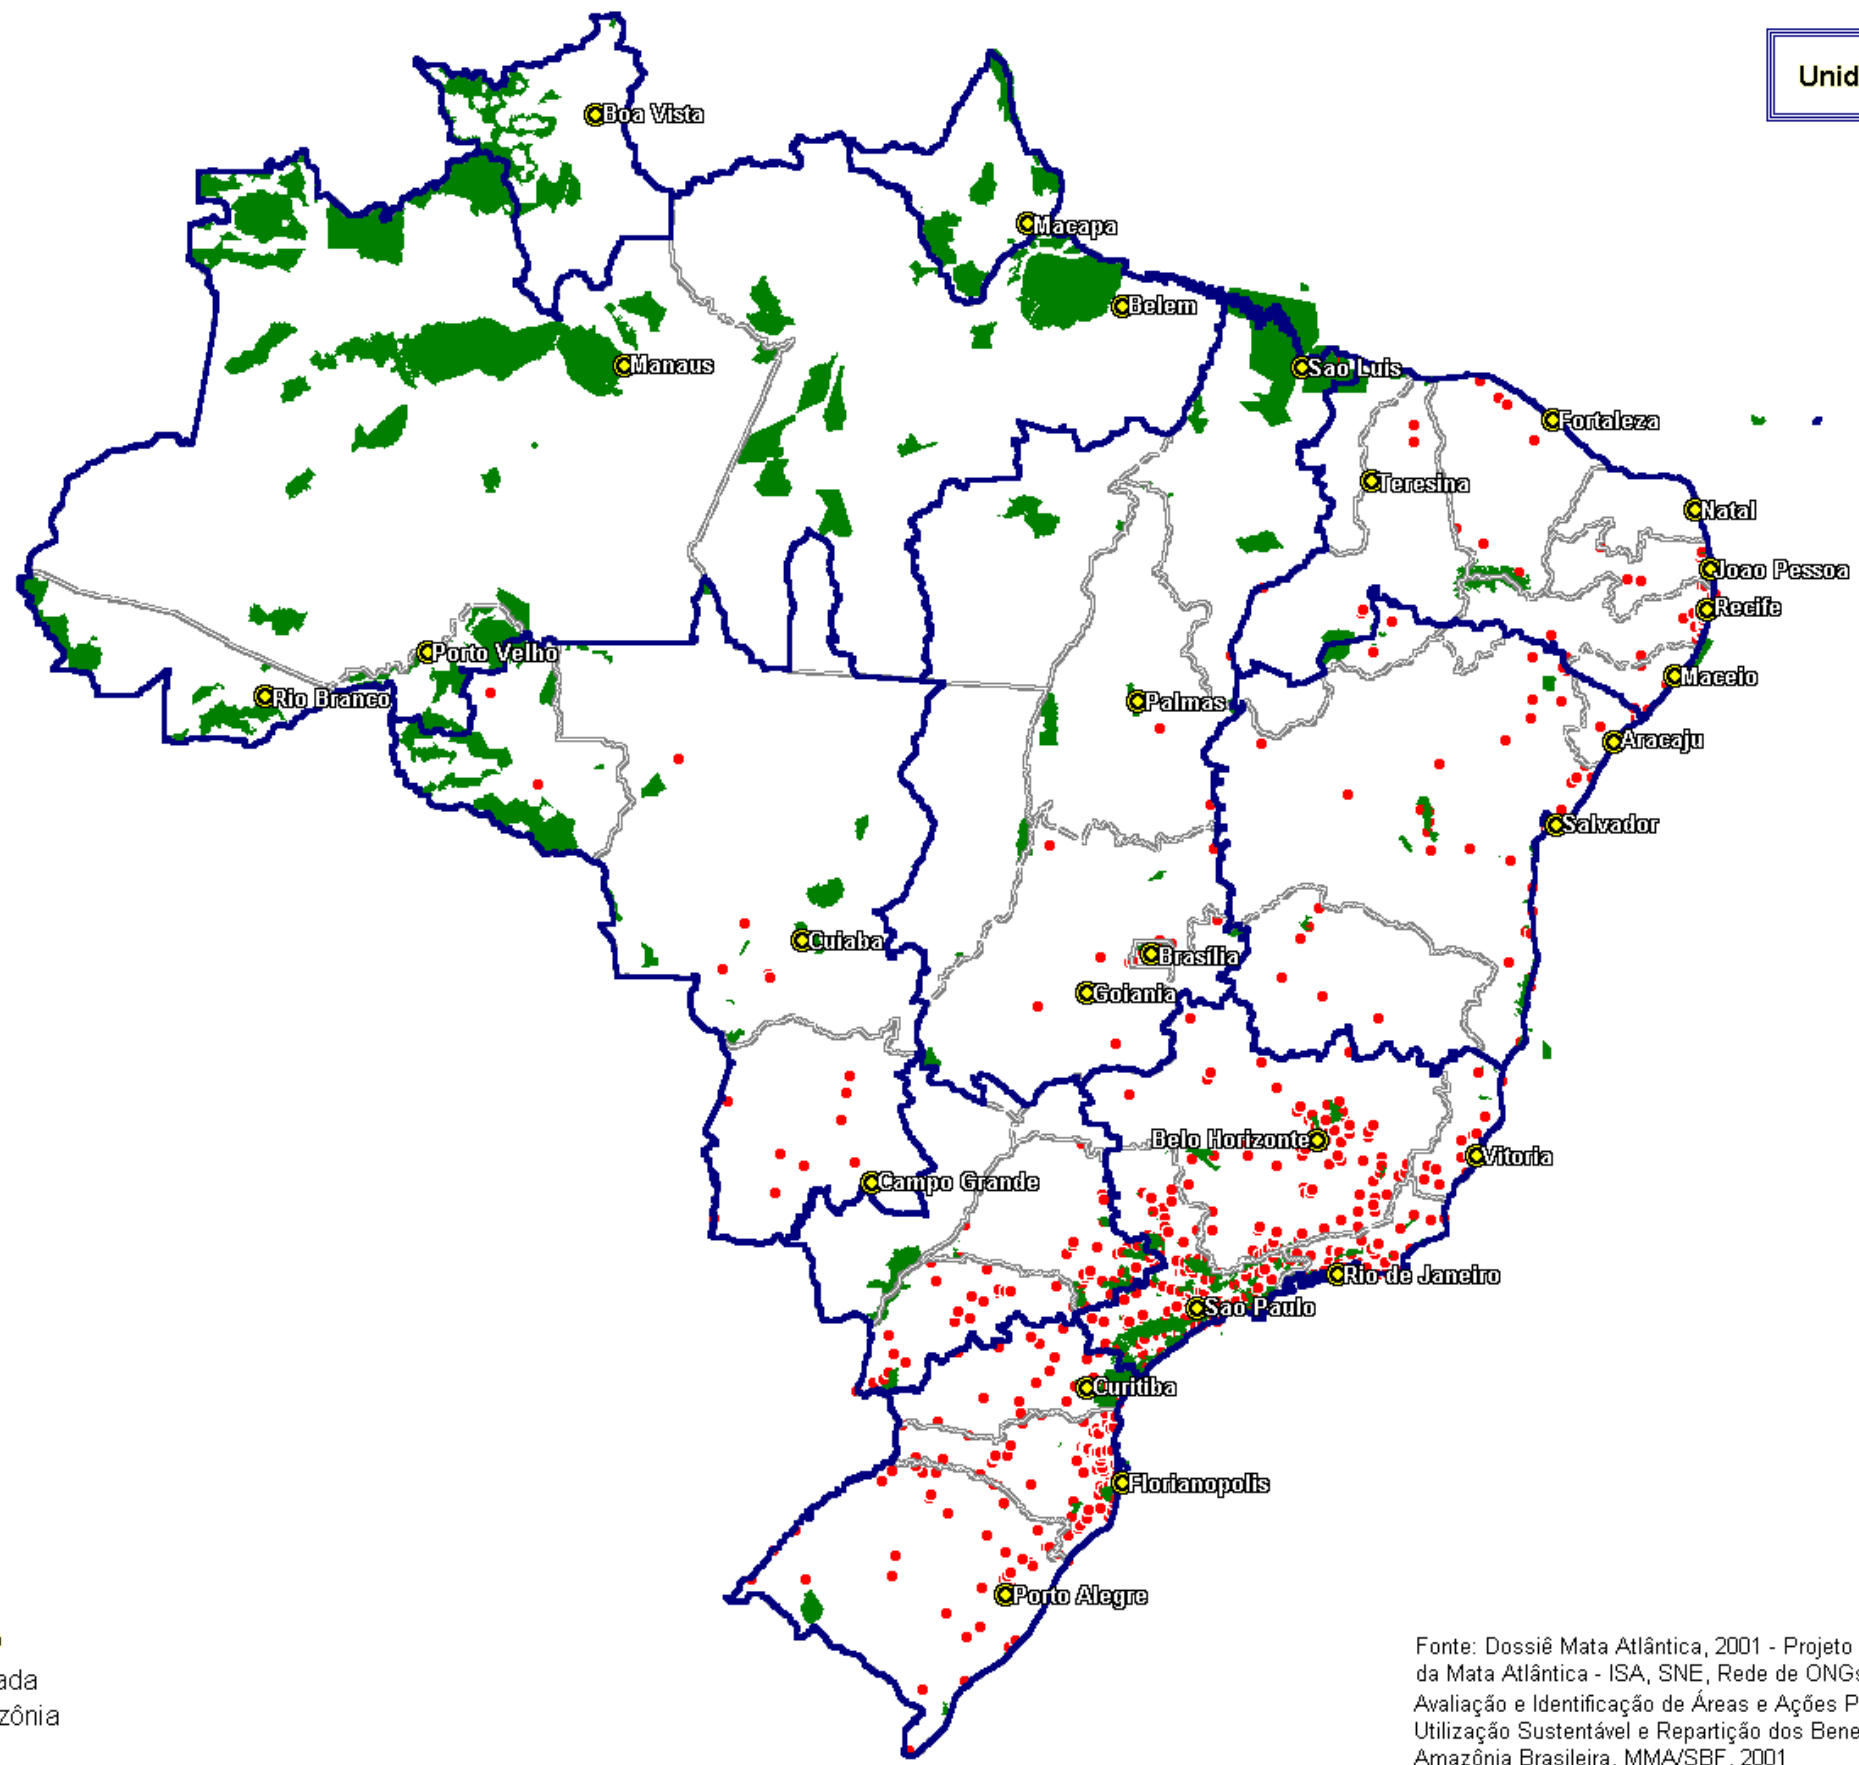 Unid
Boa Vista
Macapa
Belem
Manaus
Sao Luis
Fortaleza
Teresina
Natal
Joao Pessoa
Recife
Porto Velho
Maceio
Rio Branco
Palmas
Aracaju
Salvador
Cuiaba
Brasília
Goiania
Belo Horizonte
Vitoria
Campo Grande
Rio de Janeiro
Sao Paulo
Curitiba
Florianopolis
Porto Alegre
ada
zônia
Fonte: Dossiê Mata Atlântica, 2001 - Projeto
da Mata Atlântica - ISA, SNE, Rede de ONGs
Avaliação e Identificação de Áreas e Ações P
Utilização Sustentável e Repartição dos Bene
Amazônia Brasileira, MMA/SBF, 2001